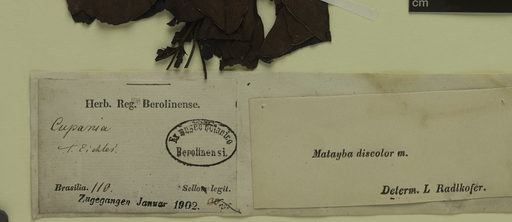 cm
Herb. Reg. Berolinense.
Cupania
Ex museo botanico
Berolinensi.
Brasilia. 110. Sellow legit.
Zugegangen Januar 1902.
Matayba discolor m.
Determ. L Radlkofer.